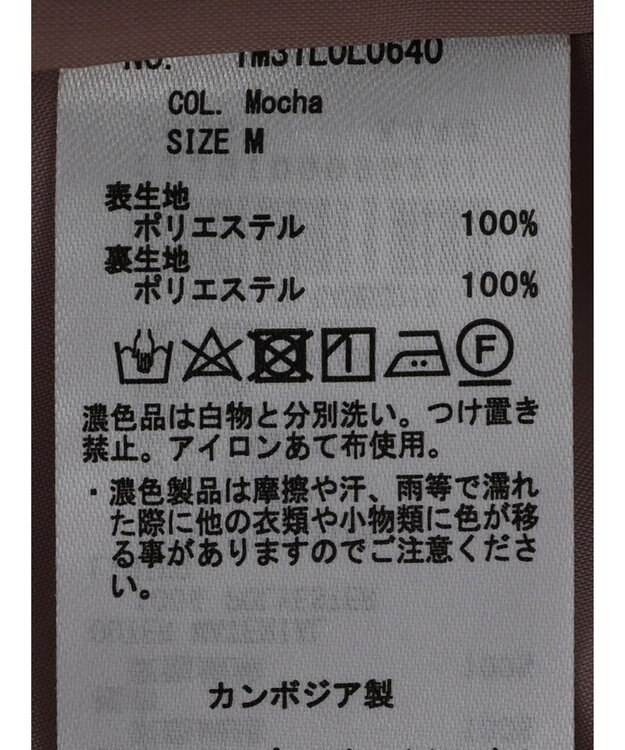 COL. Mocha
SIZE M
表生地
ポリエステル 100%
裏生地
ポリエステル 100%
F
濃色品は白物と分別洗い。つけ置き
禁止。アイロンあて布使用。
・濃色製品は摩擦や汗、雨等で濡れ
た際に他の衣類や小物類に色が移
る事がありますのでご注意くださ
い。
カンボジア製